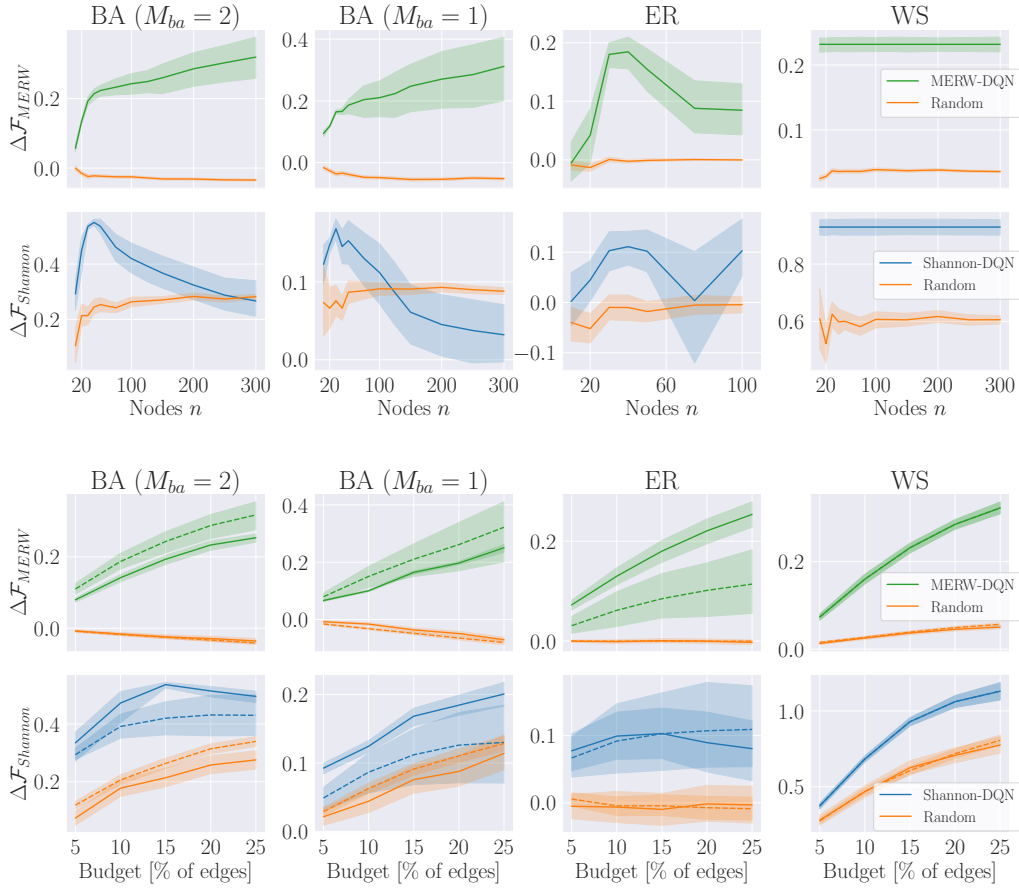 BA (M_ba = 2) BA (M_ba = 1) ER WS
ΔF_MERW
0.2
0.0
0.4
0.2
0.0
0.2
0.1
0.0
0.2
0.1
MERW-DQN
Random
ΔF_Shannon
0.4
0.2
0.1
0.0
0.1
0.0
−0.1
0.8
0.6
Shannon-DQN
Random
20 100 200 300
20 100 200 300
20 60 100
20 100 200 300
Nodes n Nodes n Nodes n Nodes n
BA (M_ba = 2) BA (M_ba = 1) ER WS
ΔF_MERW
0.2
0.0
0.4
0.2
0.0
0.2
0.0
0.2
0.0
MERW-DQN
Random
ΔF_Shannon
0.4
0.2
0.2
0.1
0.0
0.1
0.0
1.0
0.5
Shannon-DQN
Random
5 10 15 20 25
5 10 15 20 25
5 10 15 20 25
5 10 15 20 25
Budget [% of edges] Budget [% of edges] Budget [% of edges] Budget [% of edges]